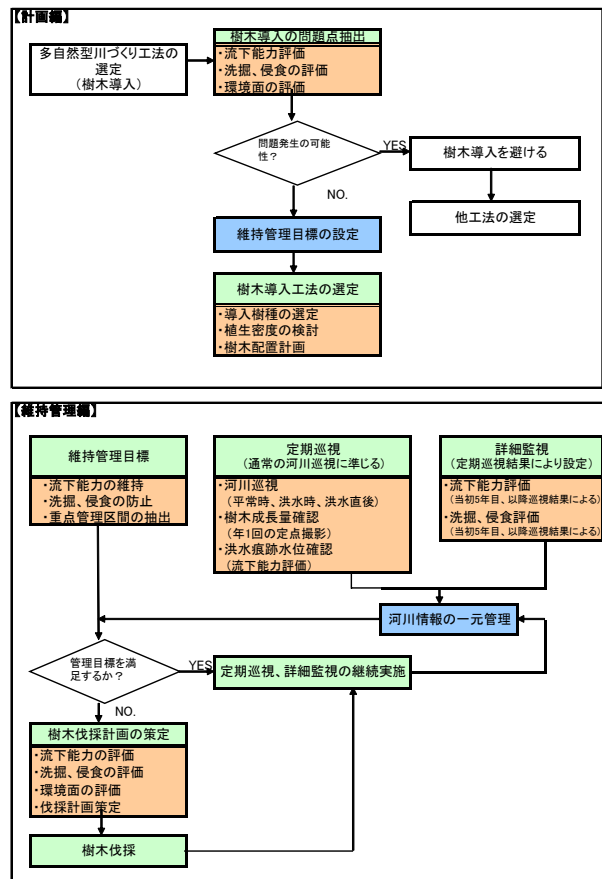 【計画編】
多自然型川づくり工法の
選定
(樹木導入)
樹木導入の問題点抽出
・流下能力評価
・洗掘、侵食の評価
・環境面の評価
問題発生の可能
性?
YES
樹木導入を避ける
他工法の選定
NO.
維持管理目標の設定
樹木導入工法の選定
・導入樹種の選定
・植生密度の検討
・樹木配置計画
【維持管理編】
維持管理目標
・流下能力の維持
・洗掘、侵食の防止
・重点管理区間の抽出
定期巡視
(通常の河川巡視に準じる)
・河川巡視
(平常時、洪水時、洪水直後)
・樹木成長量確認
(年1回の定点撮影)
・洪水痕跡水位確認
(流下能力評価)
詳細監視
(定期巡視結果により設定)
・流下能力評価
(当初5年目、以降巡視結果による)
・洗掘、侵食評価
(当初5年目、以降巡視結果による)
河川情報の一元管理
管理目標を満
足するか?
YES
定期巡視、詳細監視の継続実施
NO.
樹木伐採計画の策定
・流下能力の評価
・洗掘、侵食の評価
・環境面の評価
・伐採計画策定
樹木伐採